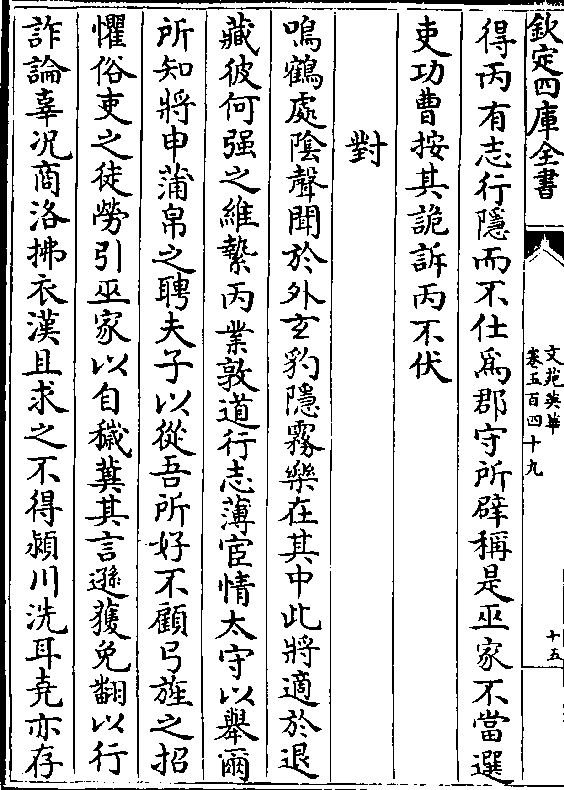 欽定四庫全書
文苑英華
卷五百四十九
十五
得丙有志行隱而不仕為郡守所辟稱是巫家不當選
吏功曹按其詭訴丙不伏
對
鳴鶴處陰聲聞於外玄豹隱霧樂在其中此將適於退
藏彼何强之維縶丙業敦道行志薄宦情太守以舉爾
所知將申蒲帛之聘夫子以從吾所好不顧弓旌之招
懼俗吏之徒勞引巫家以自穢冀其言遜獲免翻以行
詐論辜况商洛拂衣漢且求之不得潁川洗耳堯亦存